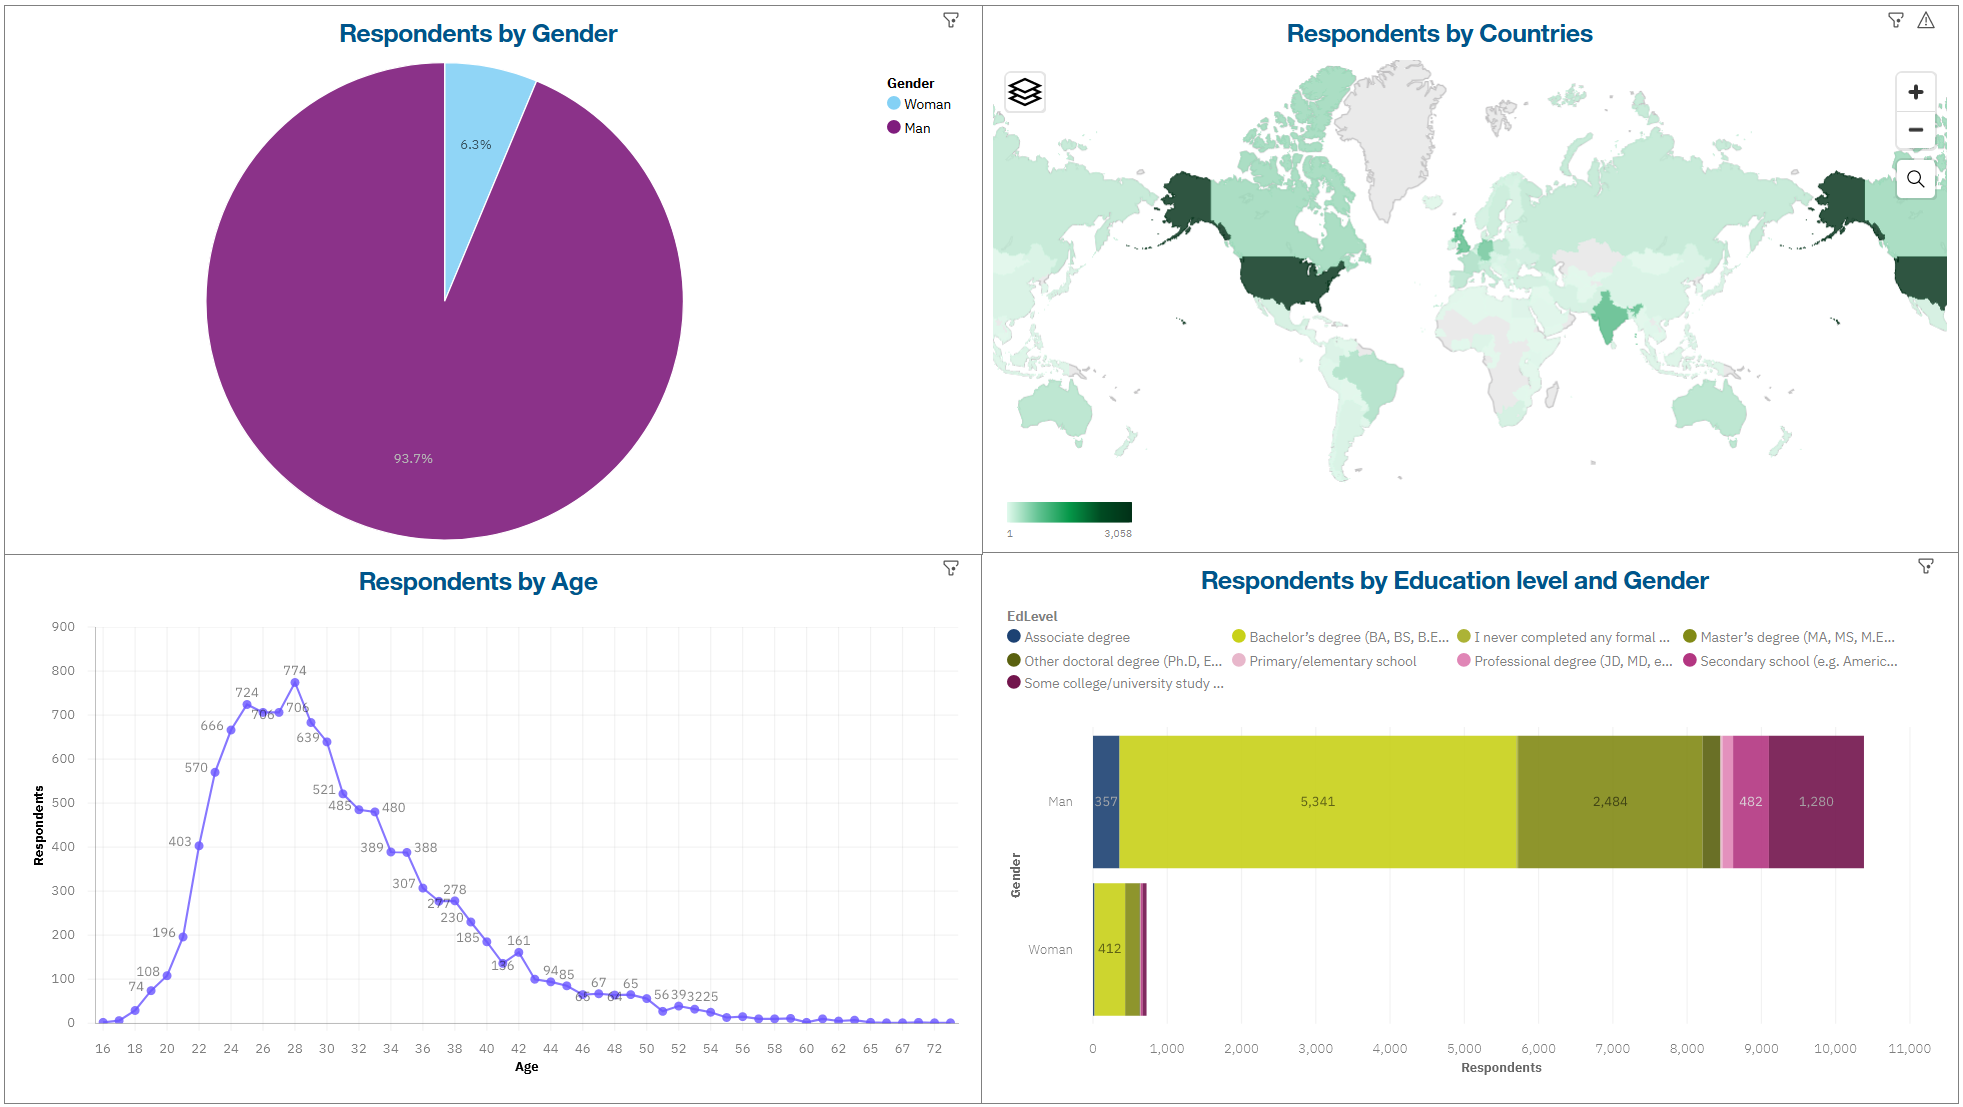 Respondents by Gender
Gender
Woman
Man
6.3%
93.7%
Respondents by Countries
1
3,058
Respondents by Age
Respondents
900
800
700
600
500
400
300
200
100
0
74
108
196
403
570
666
724
706
706
774
639
521
485
480
389
388
307
277
278
230
185
136
161
94
85
65
67
64
65
56
39
32
25
16 18 20 22 24 26 28 30 32 34 36 38 40 42 44 46 48 50 52 54 56 58 60 62 65 67 72
Age
Respondents by Education level and Gender
EdLevel
Associate degree Bachelor’s degree (BA, BS, B.E... I never completed any formal ... Master’s degree (MA, MS, M.E...
Other doctoral degree (Ph.D, E... Primary/elementary school Professional degree (JD, MD, e... Secondary school (e.g. Americ...
Some college/university study ...
Gender
Man
357 5,341 2,484 482 1,280
Woman
412
0 1,000 2,000 3,000 4,000 5,000 6,000 7,000 8,000 9,000 10,000 11,000
Respondents